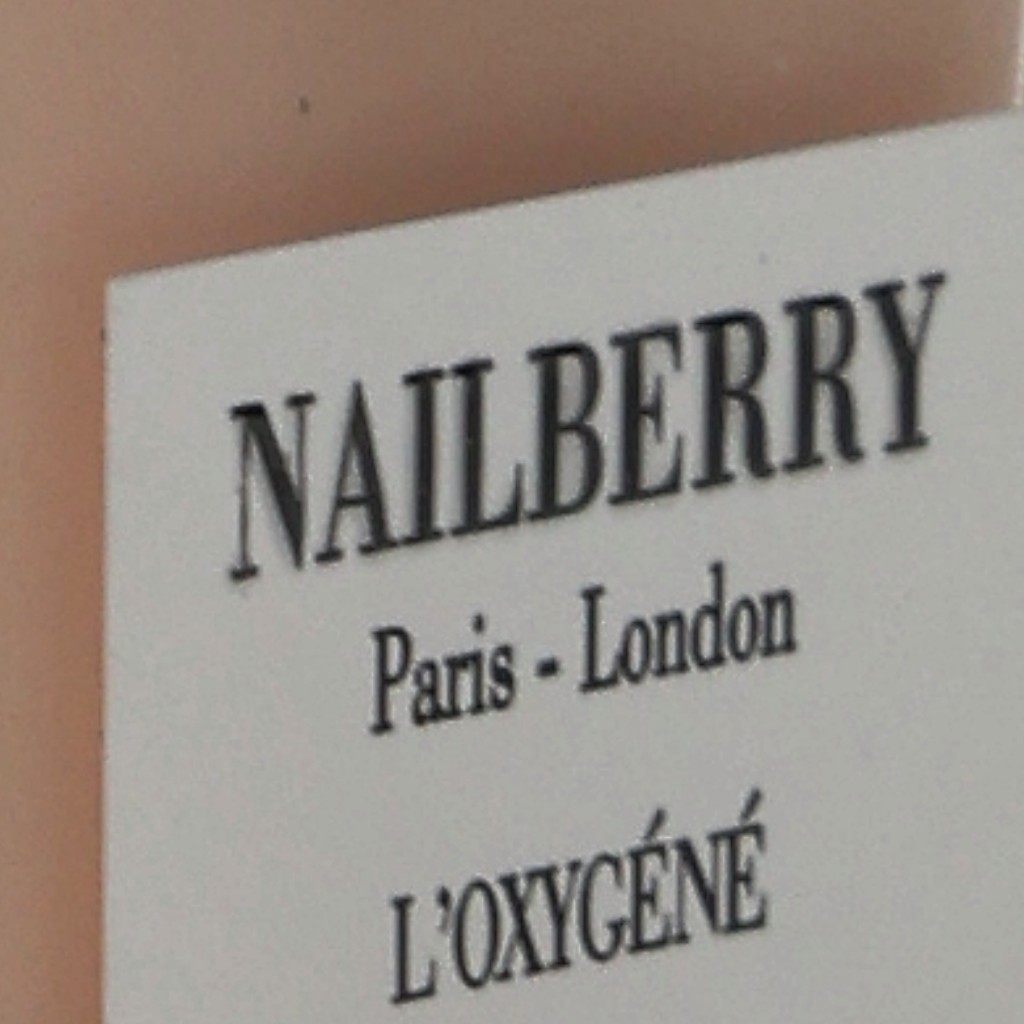 NAILBERRY
Paris - London
L'OXYGÉNÉ